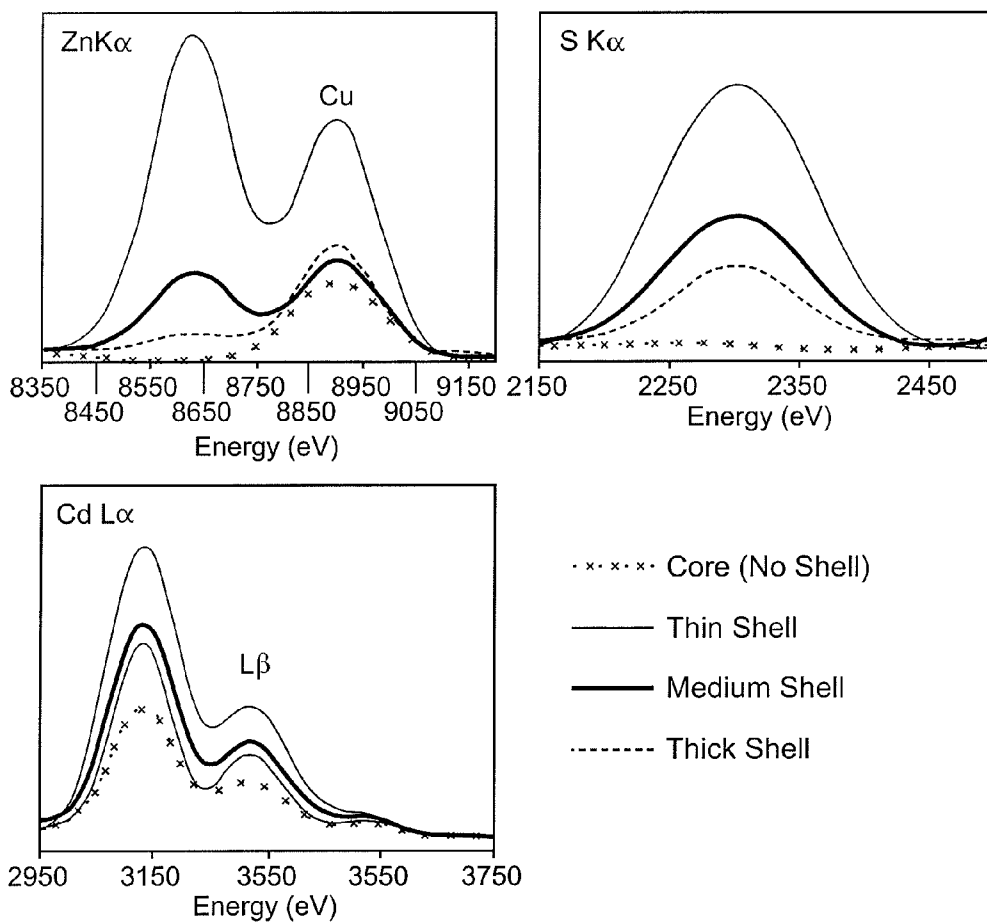 ZnKα
Cu
8350
8550
8750
8950
9150
8450
8650
8850
9050
Energy (eV)
S Kα
2150
2250
2350
2450
Energy (eV)
Cd Lα
Lβ
2950
3150
3550
3550
3750
Energy (eV)
Core (No Shell)
Thin Shell
Medium Shell
Thick Shell